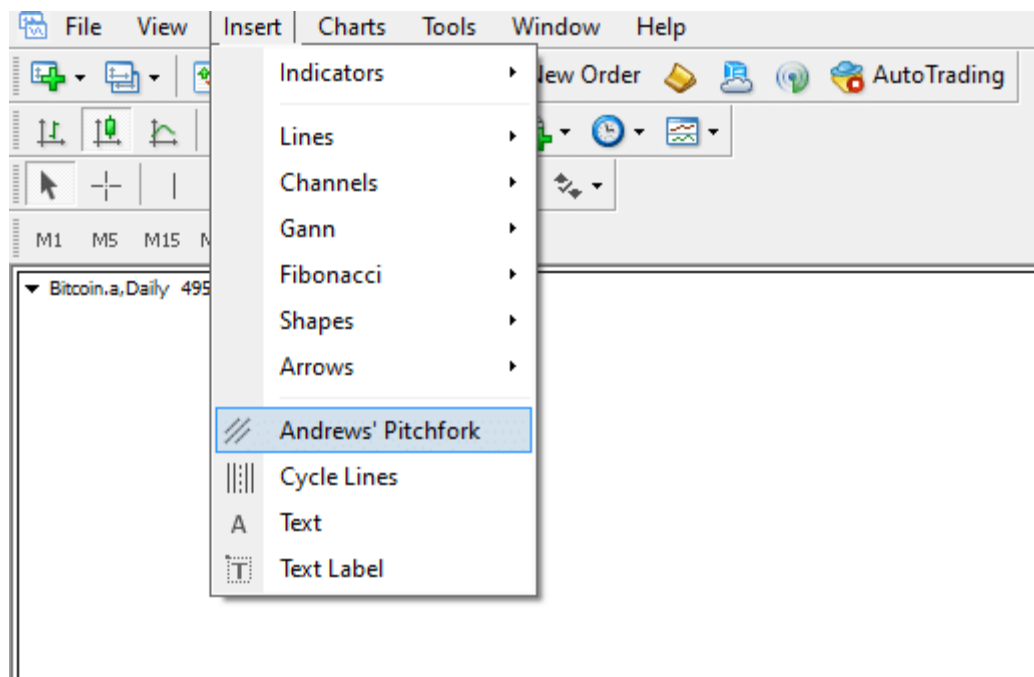 File View Insert Charts Tools Window Help
New Order AutoTrading
M1 M5 M15
Bitcoin.a,Daily 495
Indicators
Lines
Channels
Gann
Fibonacci
Shapes
Arrows
Andrews' Pitchfork
Cycle Lines
A Text
T Text Label